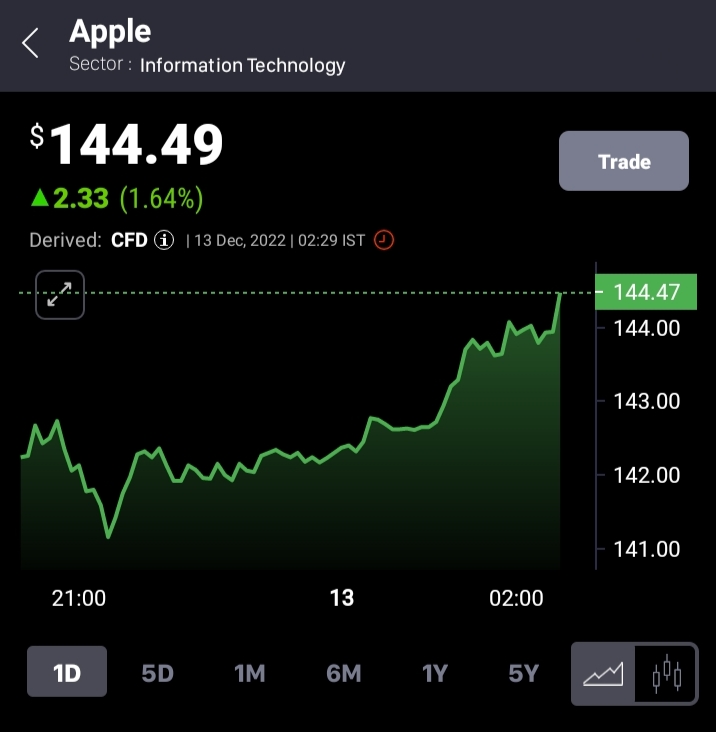 Apple
Sector : Information Technology
$144.49
▲2.33 (1.64%)
Trade
Derived: CFD | 13 Dec, 2022 | 02:29 IST
144.47
144.00
143.00
142.00
141.00
21:00 13 02:00
1D 5D 1M 6M 1Y 5Y